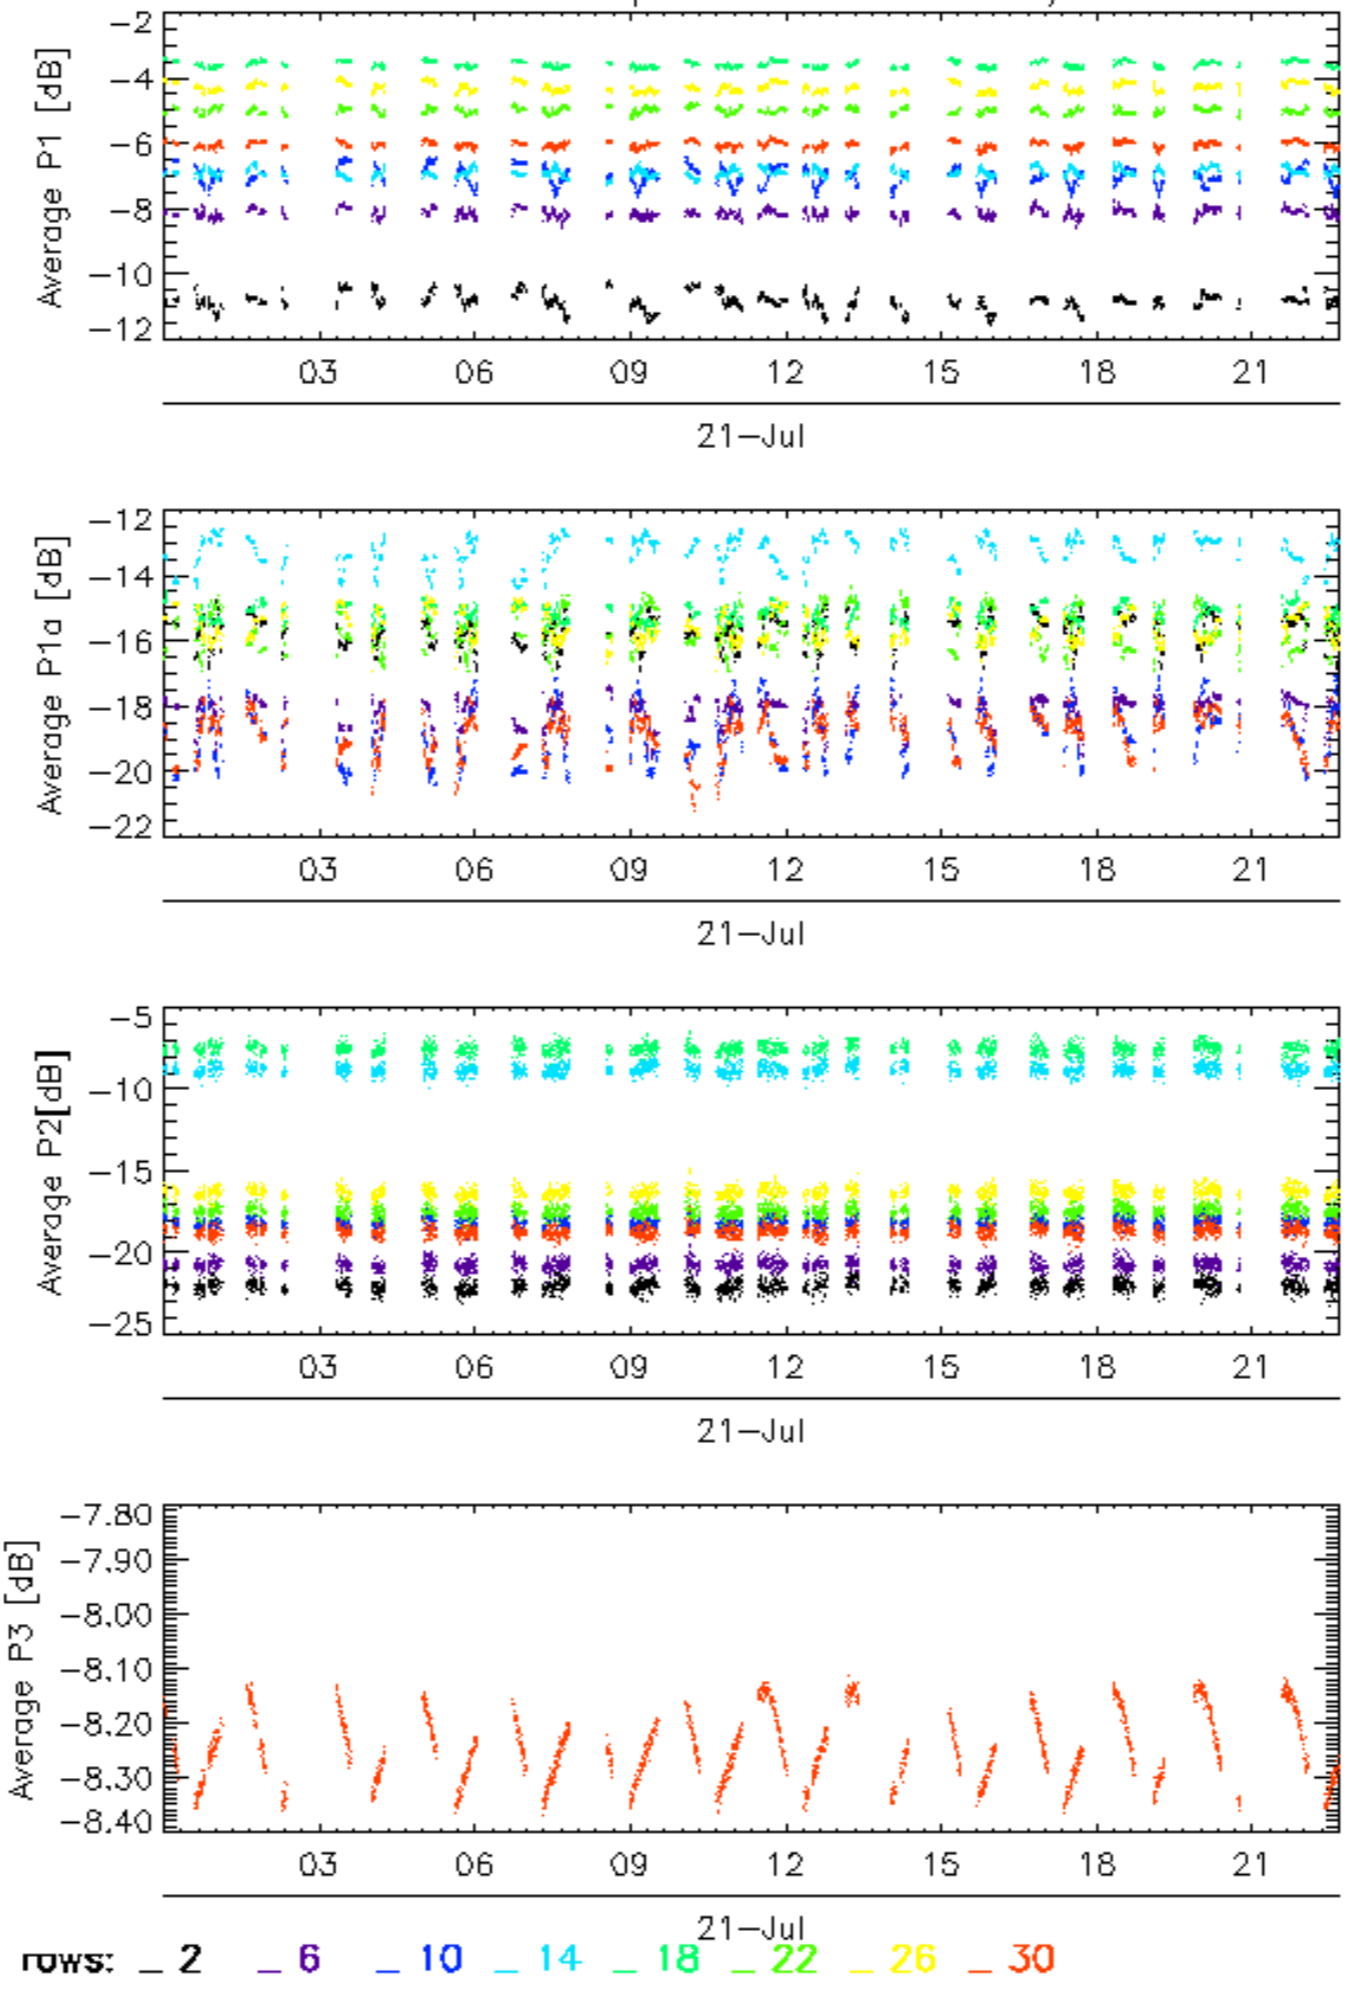 -2
-4
-6
-8
-10
-12
Average P1 [dB]
03 06 09 12 15 18 21
21-Jul
-12
-14
-16
-18
-20
-22
Average P1a [dB]
03 06 09 12 15 18 21
21-Jul
-5
-10
-15
-20
-25
Average P2[dB]
03 06 09 12 15 18 21
21-Jul
-7.80
-7.90
-8.00
-8.10
-8.20
-8.30
-8.40
Average P3 [dB]
03 06 09 12 15 18 21
21-Jul
rows: _ 2 _ 6 _ 10 _ 14 _ 18 _ 22 _ 26 _ 30